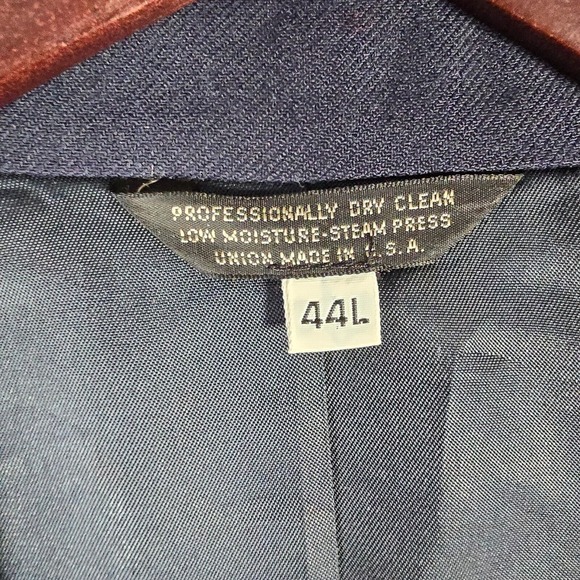 PROFESSIONALLY DRY CLEAN
LOW MOISTURE-STEAM PRESS
UNION MADE IN U.S.A.
44L